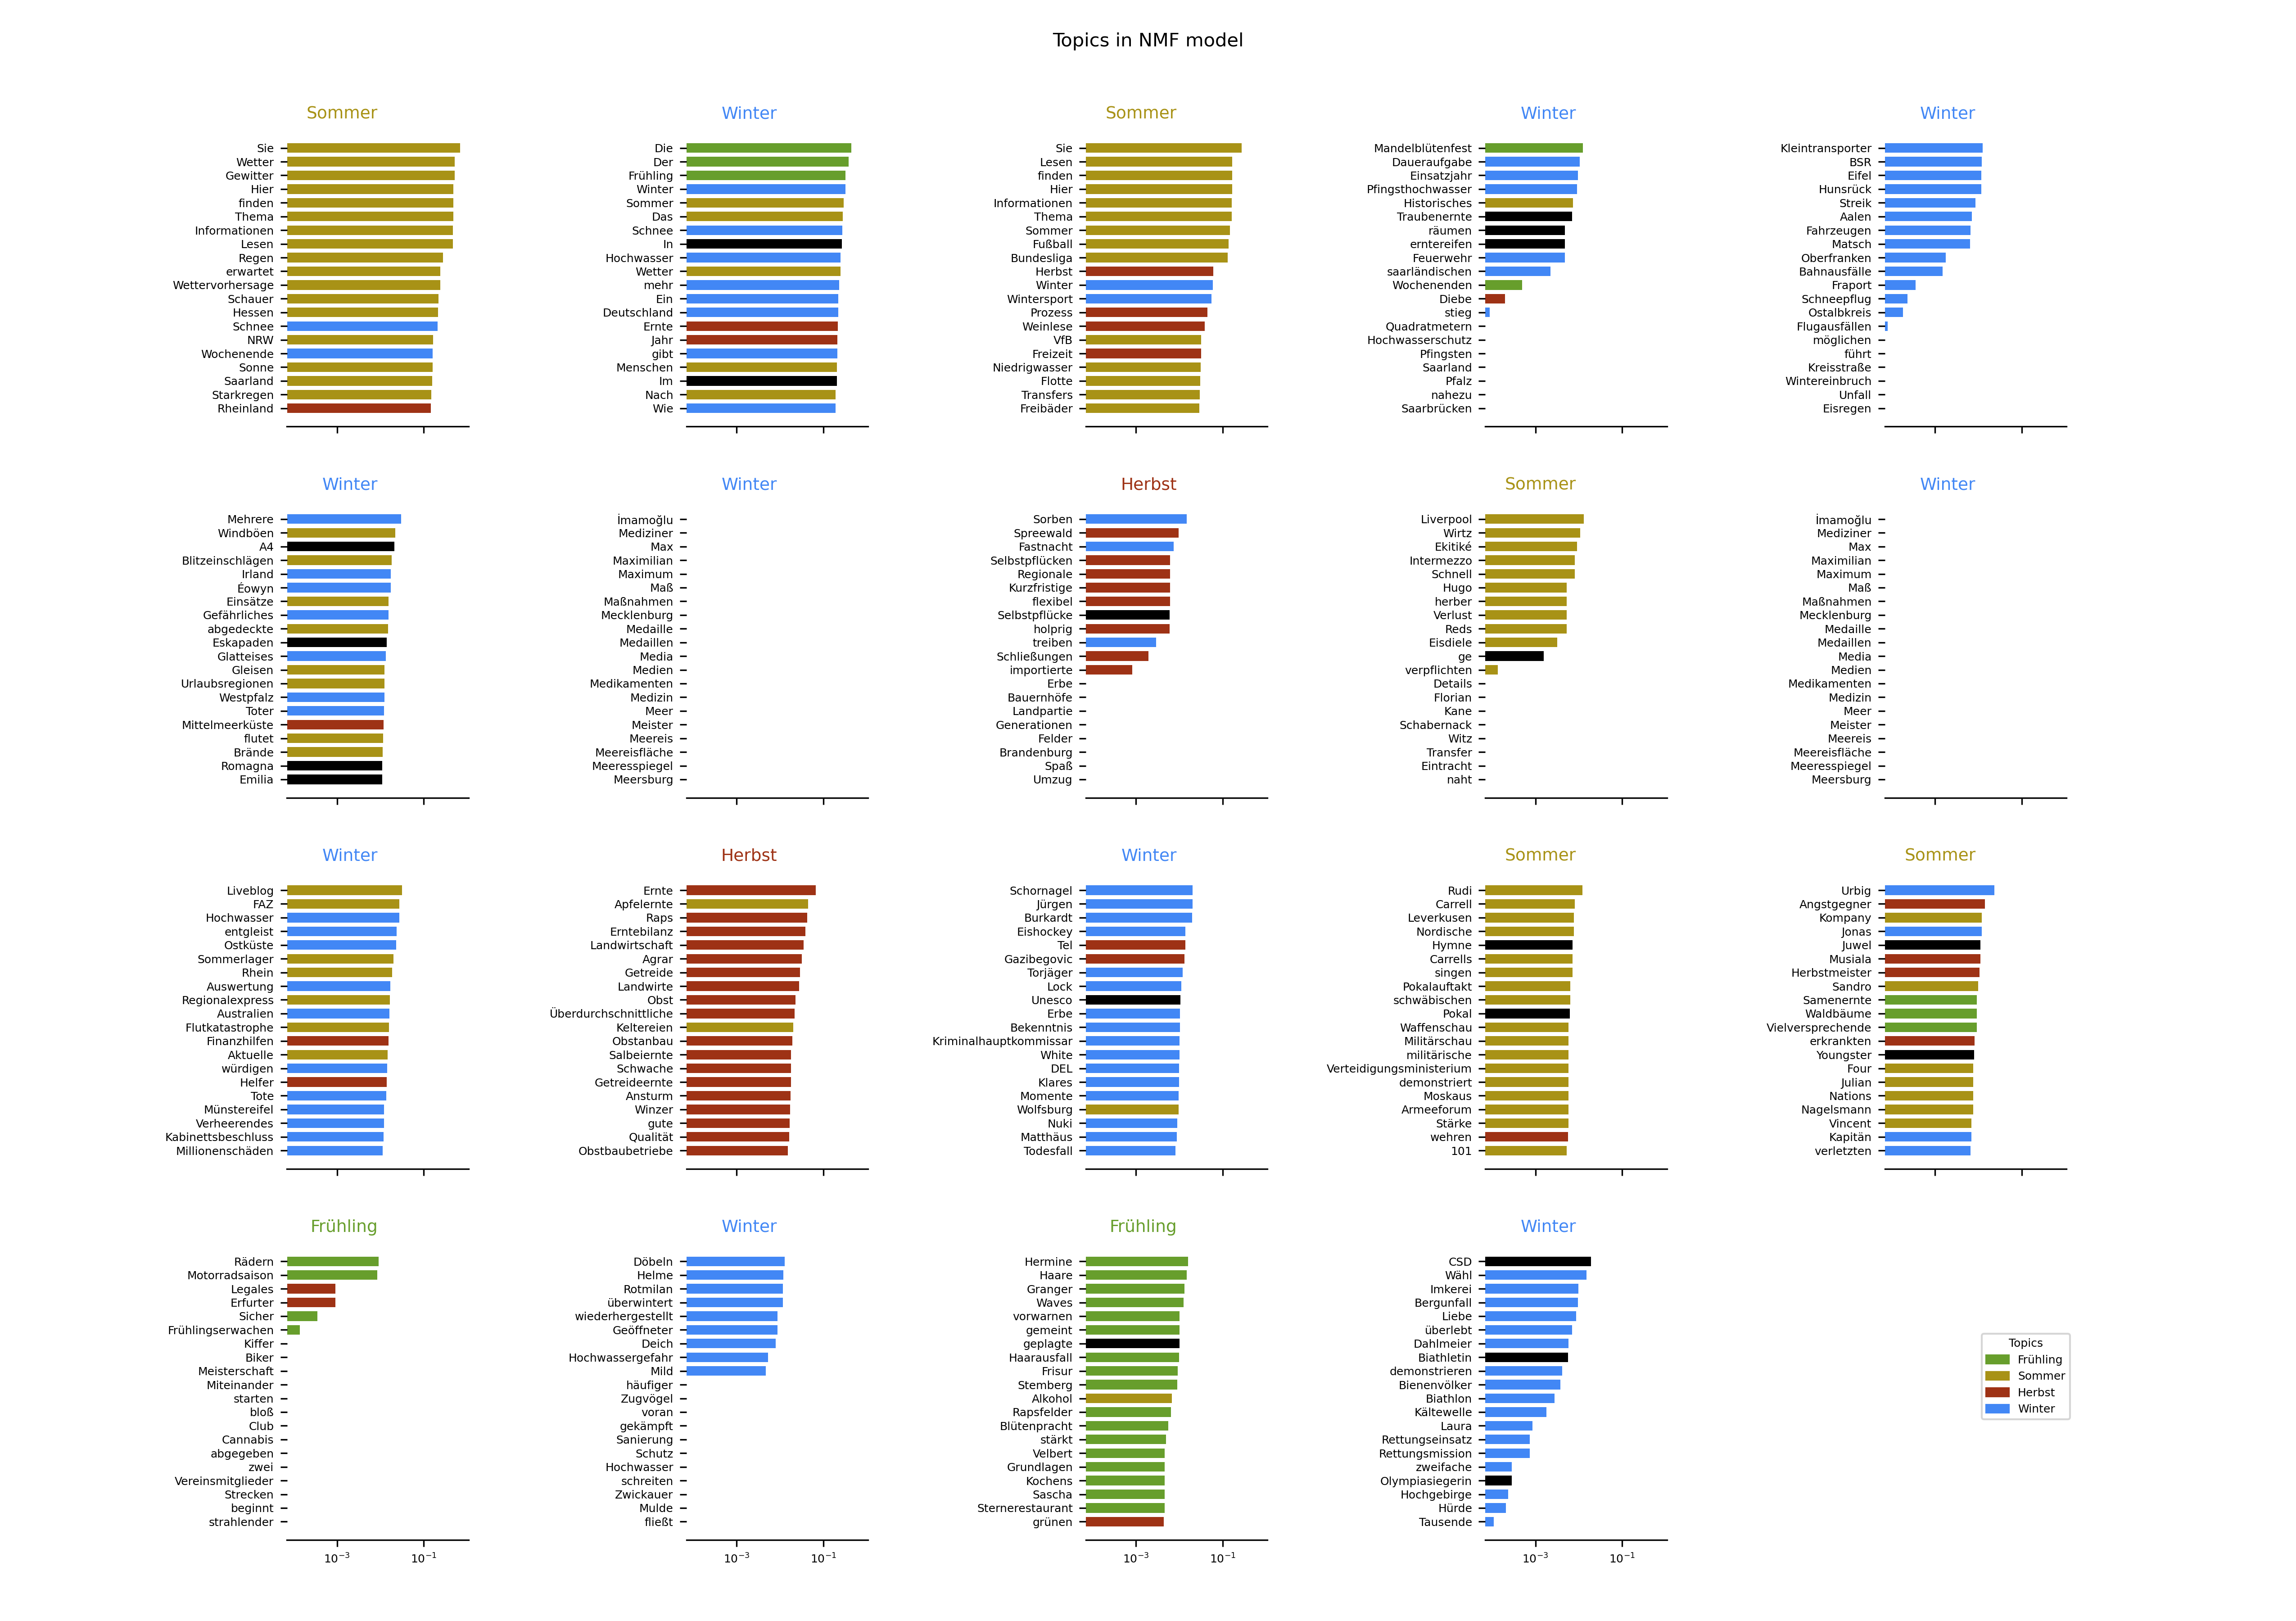 Topics in NMF model
Sommer
Sie
Wetter
Gewitter
Hier
finden
Thema
Informationen
Lesen
Regen
erwartet
Wettervorhersage
Schauer
Hessen
Schnee
NRW
Wochenende
Sonne
Saarland
Starkregen
Rheinland
Winter
Die
Der
Frühling
Winter
Sommer
Das
Schnee
In
Hochwasser
Wetter
mehr
Ein
Deutschland
Ernte
Jahr
gibt
Menschen
Im
Nach
Wie
Sommer
Sie
Lesen
finden
Hier
Informationen
Thema
Sommer
Fußball
Bundesliga
Herbst
Winter
Wintersport
Prozess
Weinlese
VfB
Freizeit
Niedrigwasser
Flotte
Transfers
Freibäder
Winter
Mandelblütenfest
Daueraufgabe
Einsatzjahr
Pfingsthochwasser
Historisches
Traubenernte
räumen
erntereifen
Feuerwehr
saarländischen
Wochenenden
Diebe
stieg
Quadratmetern
Hochwasserschutz
Pfingsten
Saarland
Pfalz
nahezu
Saarbrücken
Winter
Kleintransporter
BSR
Eifel
Hunsrück
Streik
Aalen
Fahrzeugen
Matsch
Oberfranken
Bahnausfälle
Fraport
Schneepflug
Ostalbkreis
Flugausfällen
möglichen
führt
Kreisstraße
Wintereinbruch
Unfall
Eisregen
Winter
Mehrere
Windböen
A4
Blitzeinschlägen
Irland
Éowyn
Einsätze
Gefährliches
abgedeckte
Eskapaden
Glatteises
Gleisen
Urlaubsregionen
Westpfalz
Toter
Mittelmeerküste
flutet
Brände
Romagna
Emilia
Winter
İmamoğlu
Mediziner
Max
Maximilian
Maximum
Maß
Maßnahmen
Mecklenburg
Medaille
Medaillen
Media
Medien
Medikamenten
Medizin
Meer
Meister
Meereis
Meereisfläche
Meeresspiegel
Meersburg
Herbst
Sorben
Spreewald
Fastnacht
Selbstpflücken
Regionale
Kurzfristige
flexibel
Selbstpflücke
holprig
treiben
Schließungen
importierte
Erbe
Bauernhöfe
Landpartie
Generationen
Felder
Brandenburg
Spaß
Umzug
Sommer
Liverpool
Wirtz
Ekitiké
Intermezzo
Schnell
Hugo
herber
Verlust
Reds
Eisdiele
ge
verpflichten
Details
Florian
Kane
Schabernack
Witz
Transfer
Eintracht
naht
Winter
İmamoğlu
Mediziner
Max
Maximilian
Maximum
Maß
Maßnahmen
Mecklenburg
Medaille
Medaillen
Media
Medien
Medikamenten
Medizin
Meer
Meister
Meereis
Meereisfläche
Meeresspiegel
Meersburg
Winter
Liveblog
FAZ
Hochwasser
entgleist
Ostküste
Sommerlager
Rhein
Auswertung
Regionalexpress
Australien
Flutkatastrophe
Finanzhilfen
Aktuelle
würdigen
Helfer
Tote
Münstereifel
Verheerendes
Kabinettsbeschluss
Millionenschäden
Herbst
Ernte
Apfelernte
Raps
Erntebilanz
Landwirtschaft
Agrar
Getreide
Landwirte
Obst
Überdurchschnittliche
Keltereien
Obstanbau
Salbeiernte
Schwache
Getreideernte
Ansturm
Winzer
gute
Qualität
Obstbaubetriebe
Winter
Schornagel
Jürgen
Burkardt
Eishockey
Tel
Gazibegovic
Torjäger
Lock
Unesco
Erbe
Bekenntnis
Kriminalhauptkommissar
White
DEL
Klares
Momente
Wolfsburg
Nuki
Matthäus
Todesfall
Sommer
Rudi
Carrell
Leverkusen
Nordische
Hymne
Carrells
singen
Pokalauftakt
schwäbischen
Pokal
Waffenschau
Militärschau
militärische
Verteidigungsministerium
demonstriert
Moskaus
Armeeforum
Stärke
wehren
101
Sommer
Urbig
Angstgegner
Kompany
Jonas
Juwel
Musiala
Herbstmeister
Sandro
Samenernte
Waldbäume
Vielversprechende
erkrankten
Youngster
Four
Julian
Nations
Nagelsmann
Vincent
Kapitän
verletzten
Frühling
Rädern
Motorradsaison
Legales
Erfurter
Sicher
Frühlingserwachen
Kiffer
Biker
Meisterschaft
Miteinander
starten
bloß
Club
Cannabis
abgegeben
zwei
Vereinsmitglieder
Strecken
beginnt
strahlender
10⁻³ 10⁻¹
Winter
Döbeln
Helme
Rotmilan
überwintert
wiederhergestellt
Geöffneter
Deich
Hochwassergefahr
Mild
häufiger
Zugvögel
voran
gekämpft
Sanierung
Schutz
Hochwasser
schreiten
Zwickauer
Mulde
fließt
10⁻³ 10⁻¹
Frühling
Hermine
Haare
Granger
Waves
vorwarnen
gemeint
geplagte
Haarausfall
Frisur
Stemberg
Alkohol
Rapsfelder
Blütenpracht
stärkt
Velbert
Grundlagen
Kochens
Sascha
Sternerestaurant
grünen
10⁻³ 10⁻¹
Winter
CSD
Wähl
Imkerei
Bergunfall
Liebe
überlebt
Dahlmeier
Biathletin
demonstrieren
Bienenvölker
Biathlon
Kältewelle
Laura
Rettungseinsatz
Rettungsmission
zweifache
Olympiasiegerin
Hochgebirge
Hürde
Tausende
10⁻³ 10⁻¹
Topics
Frühling
Sommer
Herbst
Winter